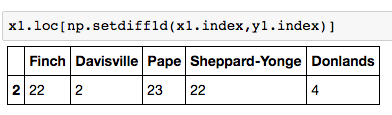 x1.loc[np.setdiff1d(x1.index,y1.index)]
Finch Davisville Pape Sheppard-Yonge Donlands
2 22 2 23 22 4